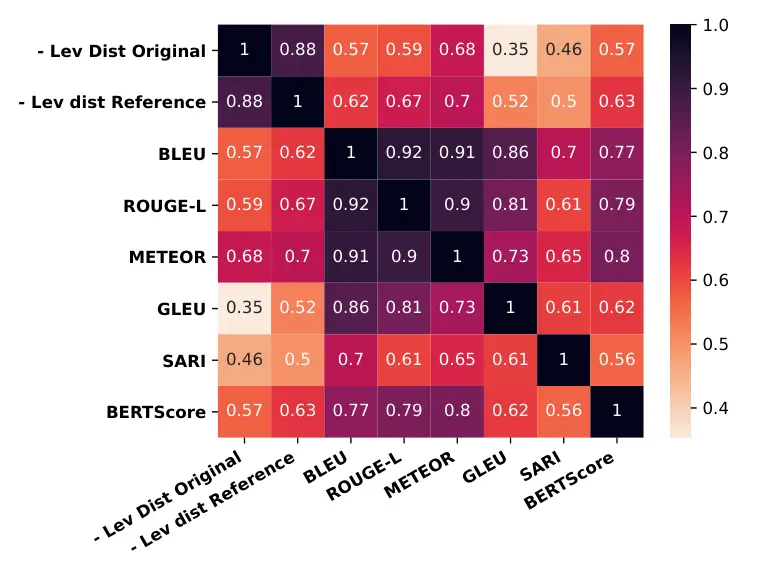 - Lev Dist Original 1 0.88 0.57 0.59 0.68 0.35 0.46 0.57
- Lev dist Reference 0.88 1 0.62 0.67 0.7 0.52 0.5 0.63
BLEU 0.57 0.62 1 0.92 0.91 0.86 0.7 0.77
ROUGE-L 0.59 0.67 0.92 1 0.9 0.81 0.61 0.79
METEOR 0.68 0.7 0.91 0.9 1 0.73 0.65 0.8
GLEU 0.35 0.52 0.86 0.81 0.73 1 0.61 0.62
SARI 0.46 0.5 0.7 0.61 0.65 0.61 1 0.56
BERTScore 0.57 0.63 0.77 0.79 0.8 0.62 0.56 1
- Lev Dist Original
- Lev dist Reference
BLEU
ROUGE-L
METEOR
GLEU
SARI
BERTScore
1.0
0.9
0.8
0.7
0.6
0.5
0.4